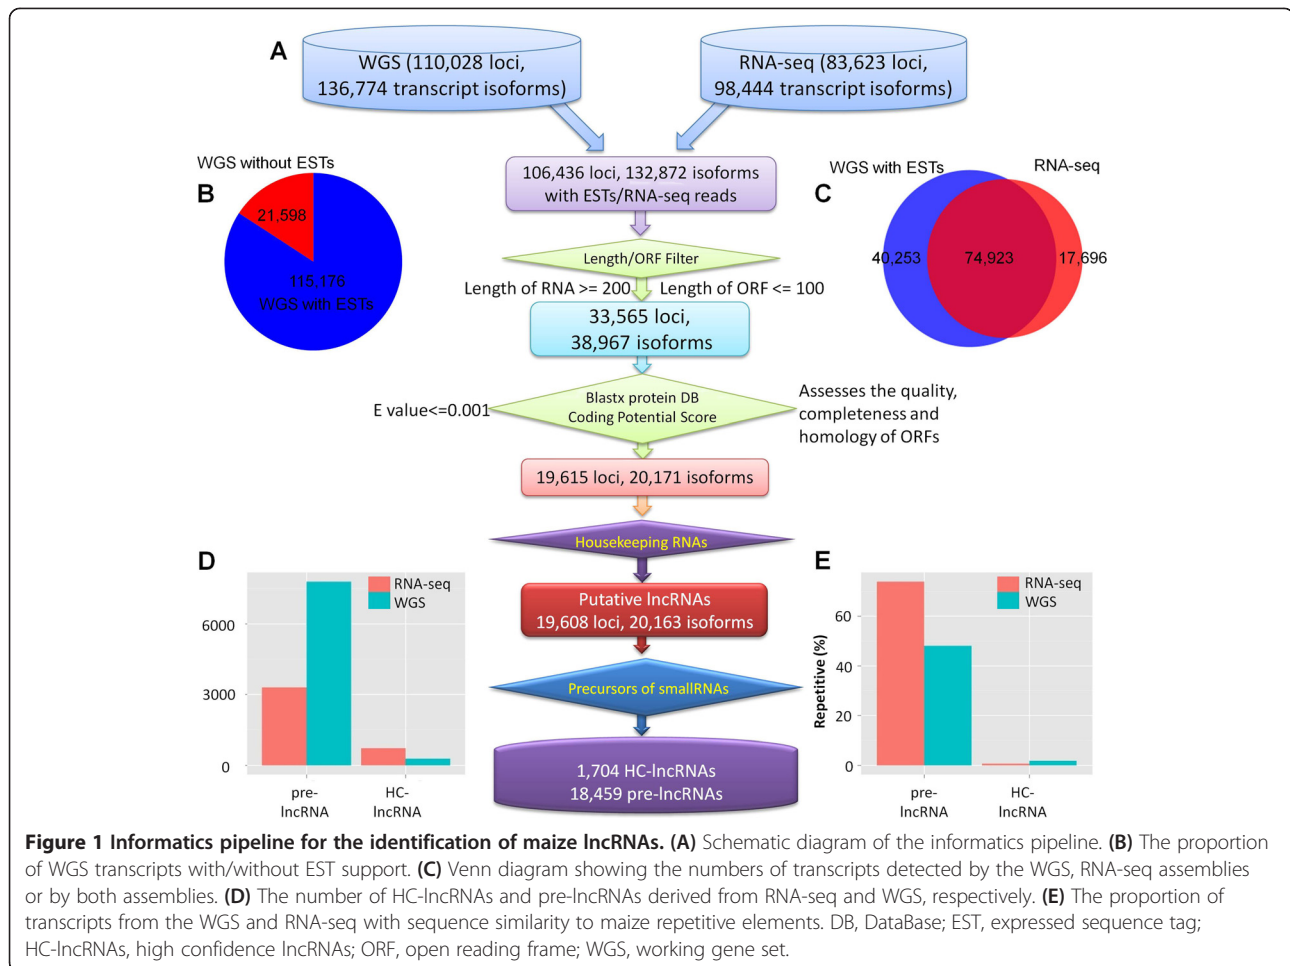 A
WGS (110,028 loci,
136,774 transcript isoforms)
RNA-seq (83,623 loci,
98,444 transcript isoforms)
106,436 loci, 132,872 isoforms
with ESTs/RNA-seq reads
WGS without ESTs
B
21,598
115,176
WGS with ESTs
WGS with ESTs
RNA-seq
C
40,253
74,923
17,696
Length/ORF Filter
Length of RNA >= 200
Length of ORF <= 100
33,565 loci,
38,967 isoforms
E value<=0.001
Blastx protein DB
Coding Potential Score
Assesses the quality,
completeness and
homology of ORFs
19,615 loci, 20,171 isoforms
Housekeeping RNAs
Putative lncRNAs
19,608 loci, 20,163 isoforms
Precursors of smallRNAs
1,704 HC-lncRNAs
18,459 pre-lncRNAs
D
RNA-seq
WGS
6000
3000
0
pre-
lncRNA
HC-
lncRNA
E
RNA-seq
WGS
Repetitive (%)
60
40
20
0
pre-
lncRNA
HC-
lncRNA
Figure 1 Informatics pipeline for the identification of maize lncRNAs. (A) Schematic diagram of the informatics pipeline. (B) The proportion
of WGS transcripts with/without EST support. (C) Venn diagram showing the numbers of transcripts detected by the WGS, RNA-seq assemblies
or by both assemblies. (D) The number of HC-lncRNAs and pre-lncRNAs derived from RNA-seq and WGS, respectively. (E) The proportion of
transcripts from the WGS and RNA-seq with sequence similarity to maize repetitive elements. DB, DataBase; EST, expressed sequence tag;
HC-lncRNAs, high confidence lncRNAs; ORF, open reading frame; WGS, working gene set.